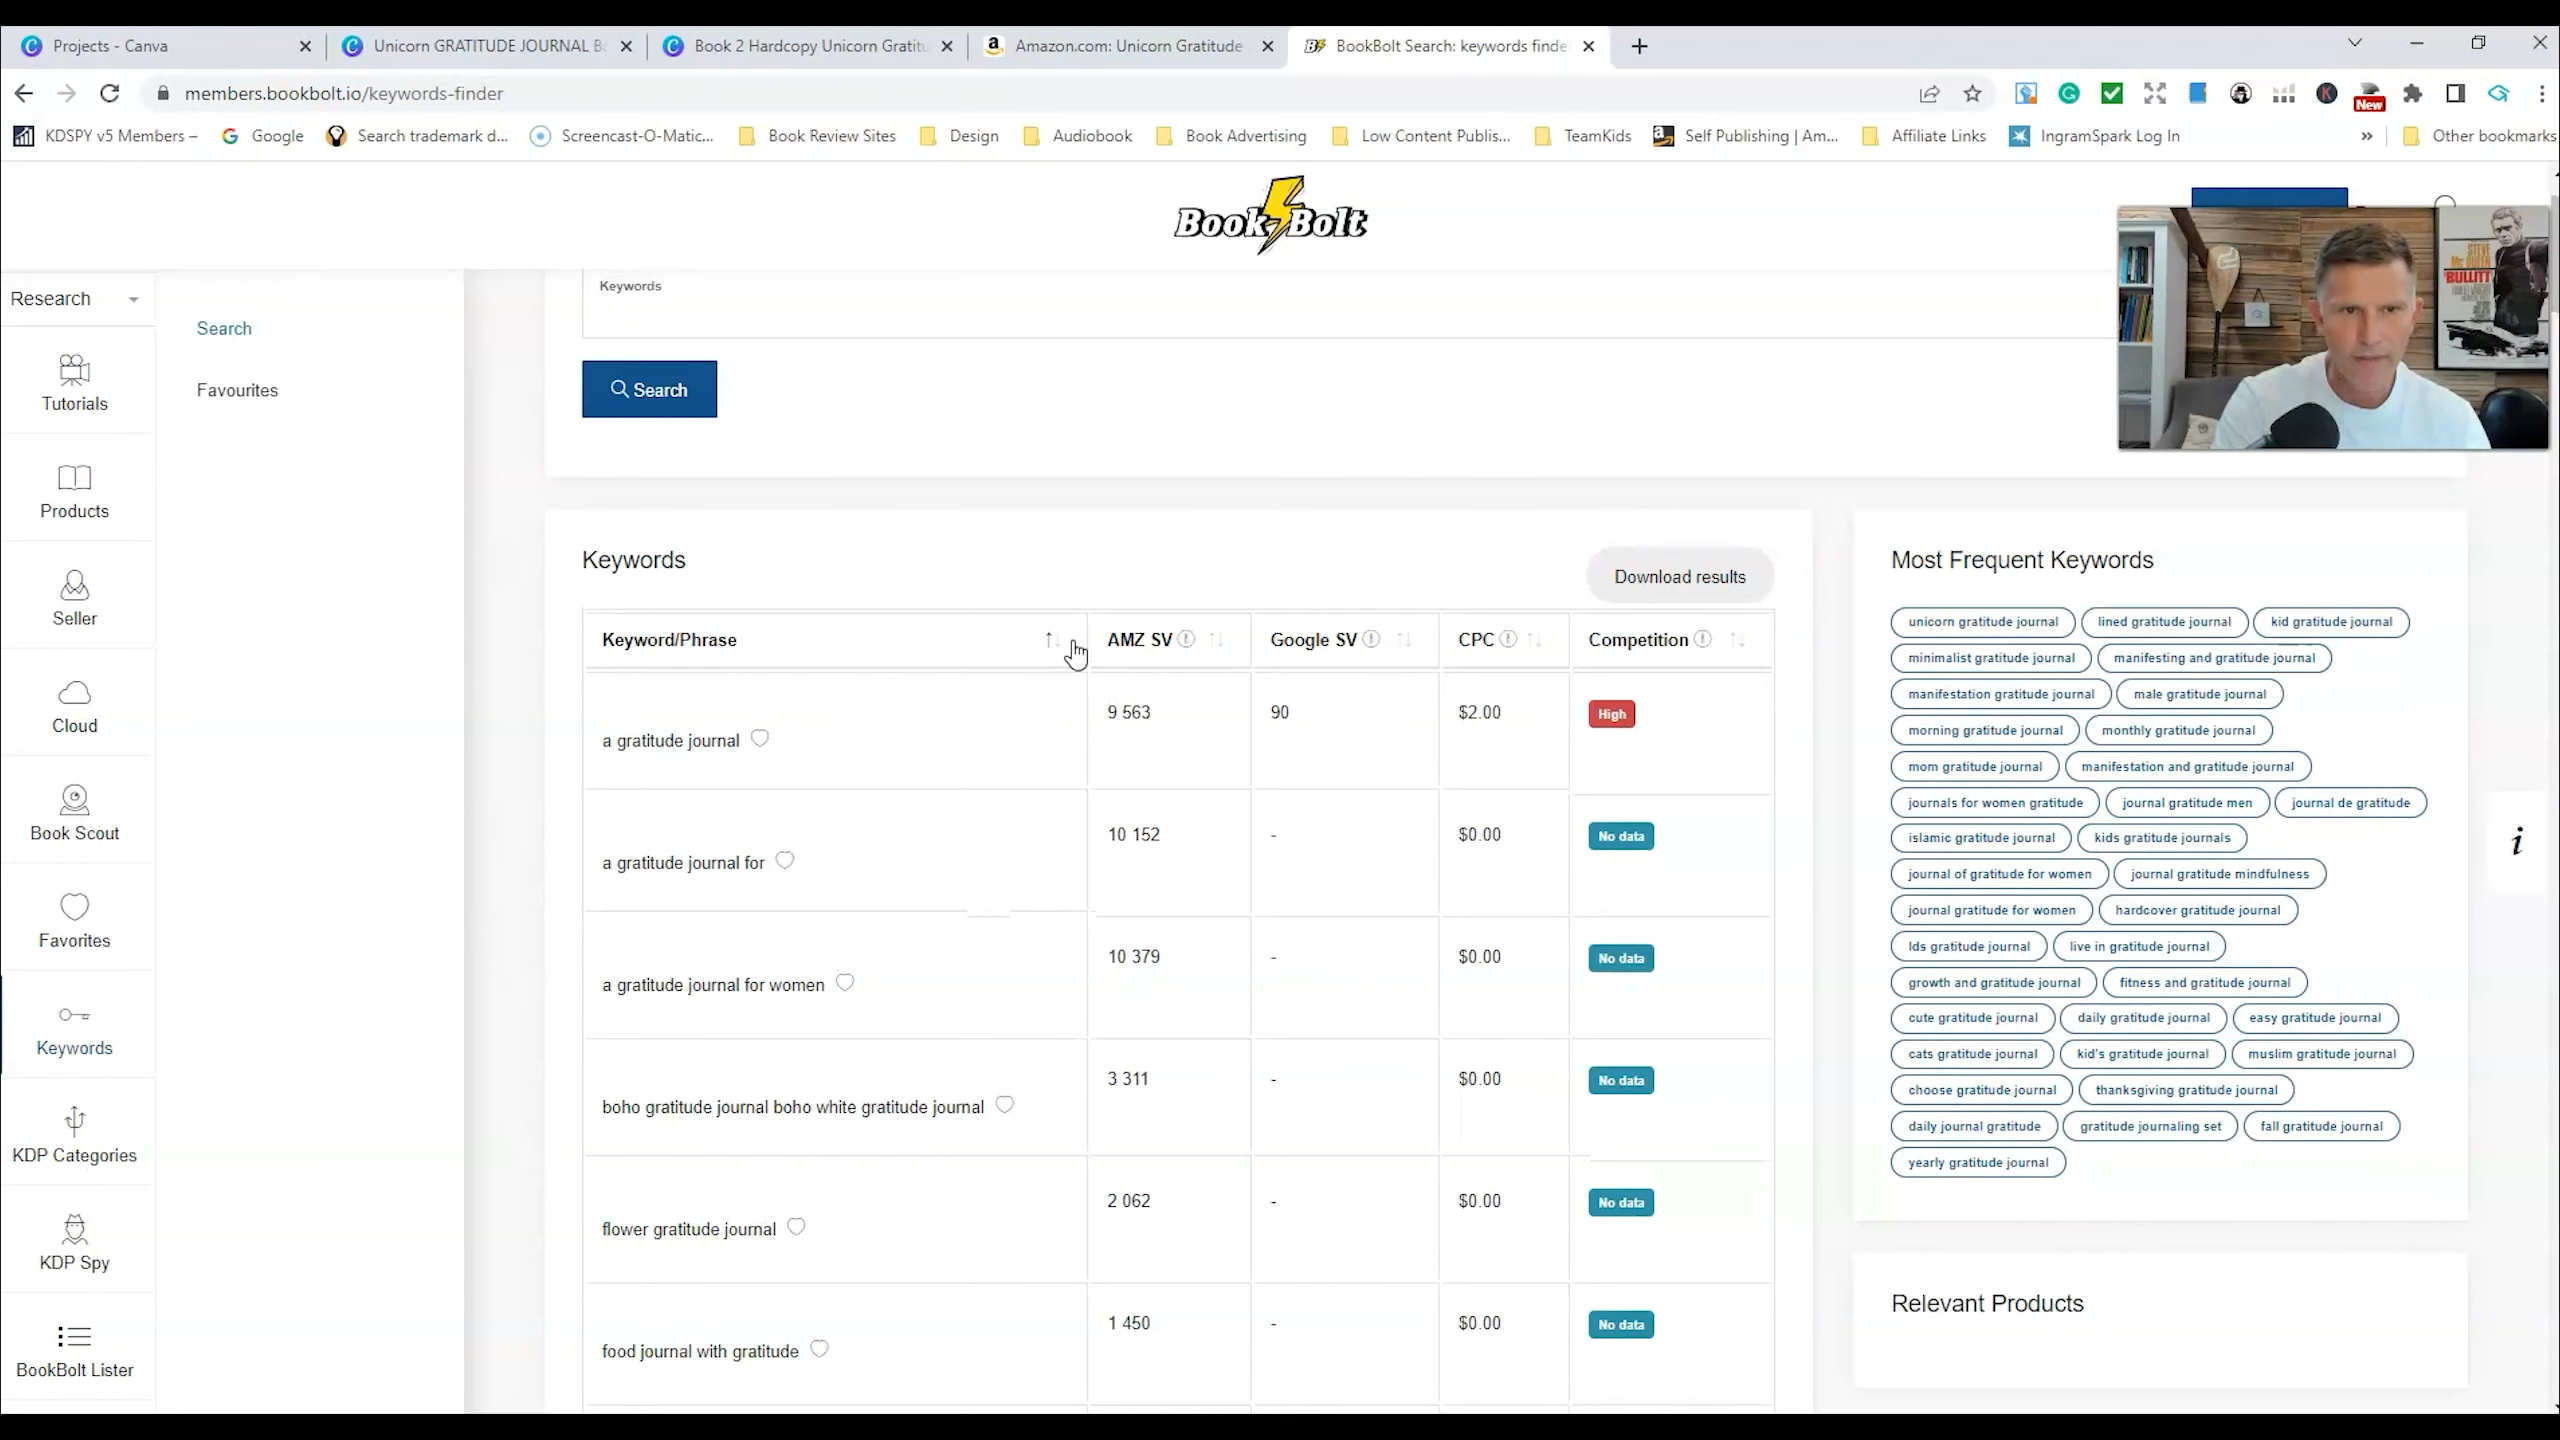 Projects - Canva
Unicorn GRATITUDE JOURNAL B
Book 2 Hardcopy Unicorn Gratit
Amazon.com: Unicorn Gratitude
BookBolt Search: keywords finde
members.bookbolt.io/keywords-finder
New
KDSPY v5 Members –
Google
Search trademark d...
Screencast-O-Matic...
Book Review Sites
Design
Audiobook
Book Advertising
Low Content Publis...
TeamKids
Self Publishing | Am...
Affiliate Links
IngramSpark Log In
»
Other bookmarks
Book Bolt
STEVE
McQUEEN
BULLITT
Research
Tutorials
Products
Seller
Cloud
Book Scout
Favorites
Keywords
KDP Categories
KDP Spy
BookBolt Lister
Search
Favourites
Keywords
Search
Keywords
Download results
Keyword/Phrase AMZ SV Google SV CPC Competition
a gratitude journal 9 563 90 $2.00 High
a gratitude journal for 10 152 - $0.00 No data
a gratitude journal for women 10 379 - $0.00 No data
boho gratitude journal boho white gratitude journal 3 311 - $0.00 No data
flower gratitude journal 2 062 - $0.00 No data
food journal with gratitude 1 450 - $0.00 No data
Most Frequent Keywords
unicorn gratitude journal lined gratitude journal kid gratitude journal
minimalist gratitude journal manifesting and gratitude journal
manifestation gratitude journal male gratitude journal
morning gratitude journal monthly gratitude journal
mom gratitude journal manifestation and gratitude journal
journals for women gratitude journal gratitude men journal de gratitude
islamic gratitude journal kids gratitude journals
journal of gratitude for women journal gratitude mindfulness
journal gratitude for women hardcover gratitude journal
lds gratitude journal live in gratitude journal
growth and gratitude journal fitness and gratitude journal
cute gratitude journal daily gratitude journal easy gratitude journal
cats gratitude journal kid's gratitude journal muslim gratitude journal
choose gratitude journal thanksgiving gratitude journal
daily journal gratitude gratitude journaling set fall gratitude journal
yearly gratitude journal
Relevant Products
i